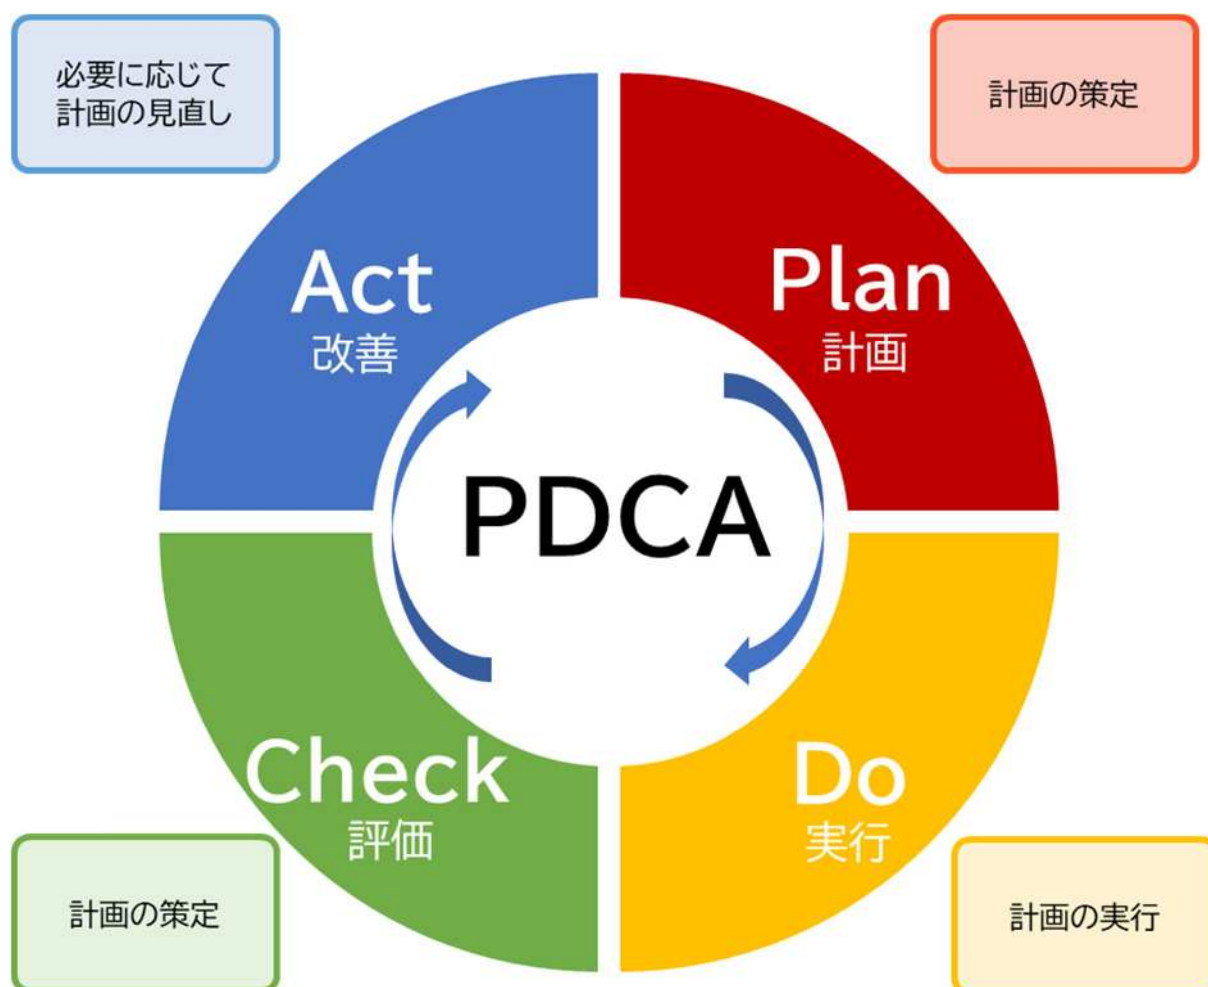 必要に応じて
計画の見直し
計画の策定
Act
改善
Plan
計画
PDCA
Check
評価
Do
実行
計画の策定
計画の実行